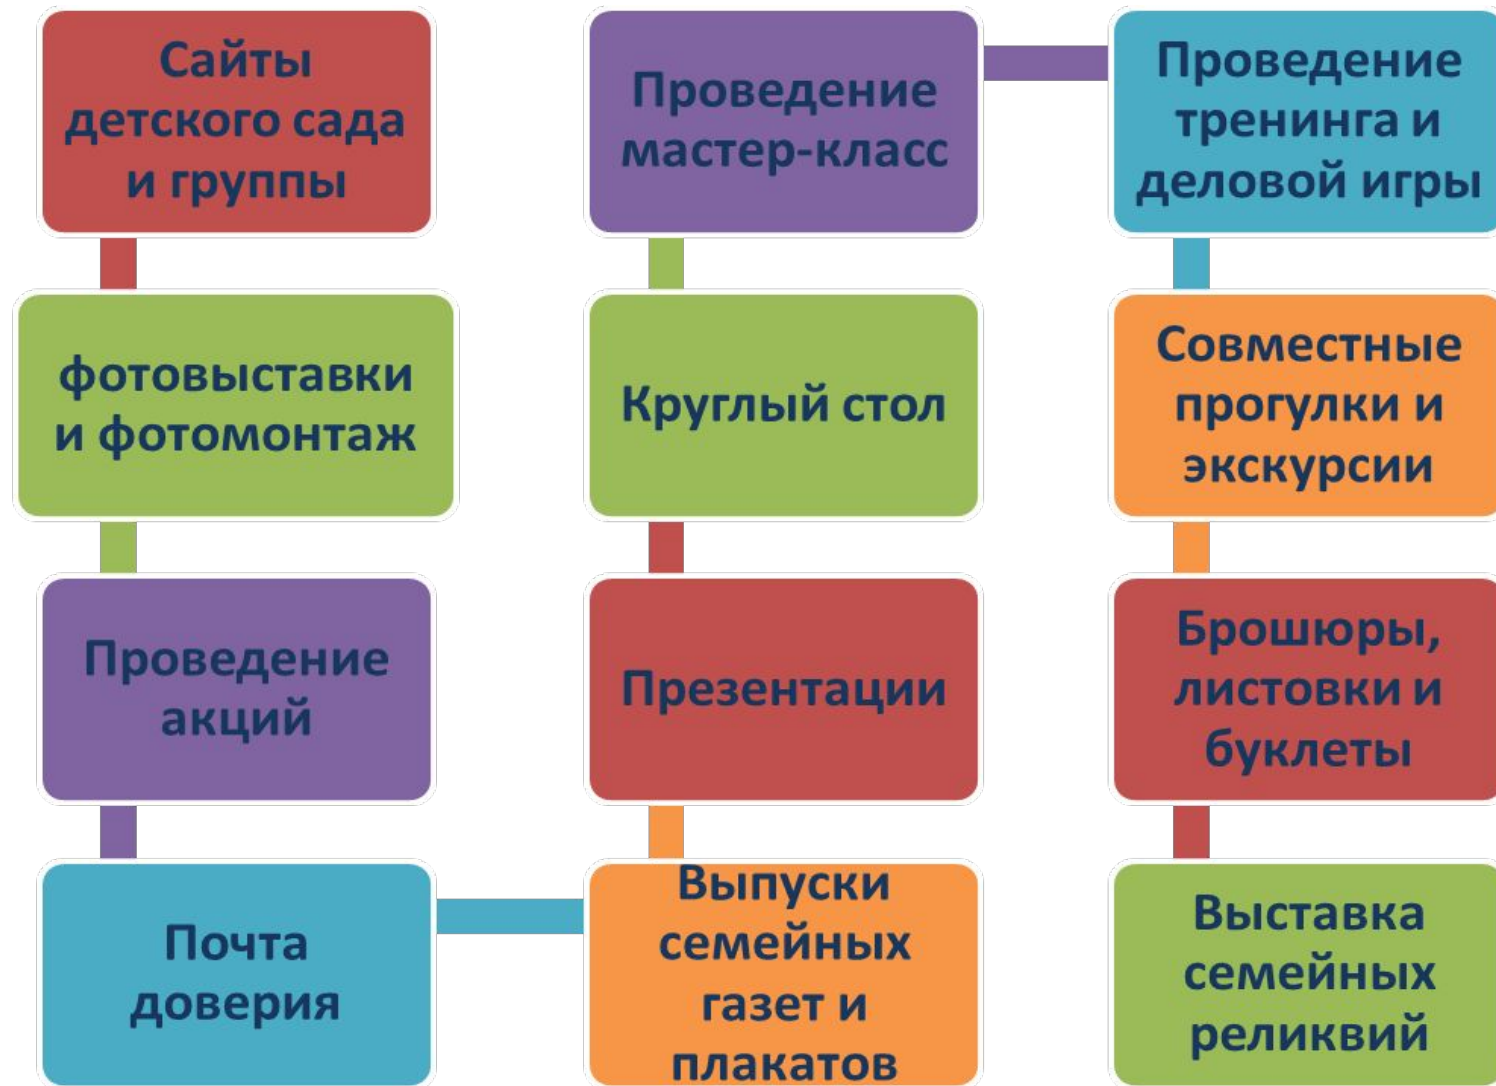 Сайты
детского сада
и группы
фотовыставки
и фотомонтаж
Проведение
акций
Почта
доверия
Выпуски
семейных
газет и
плакатов
Презентации
Круглый стол
Проведение
мастер-класс
Проведение
тренинга и
деловой игры
Совместные
прогулки и
экскурсии
Брошюры,
листовки и
буклеты
Выставка
семейных
реликвий